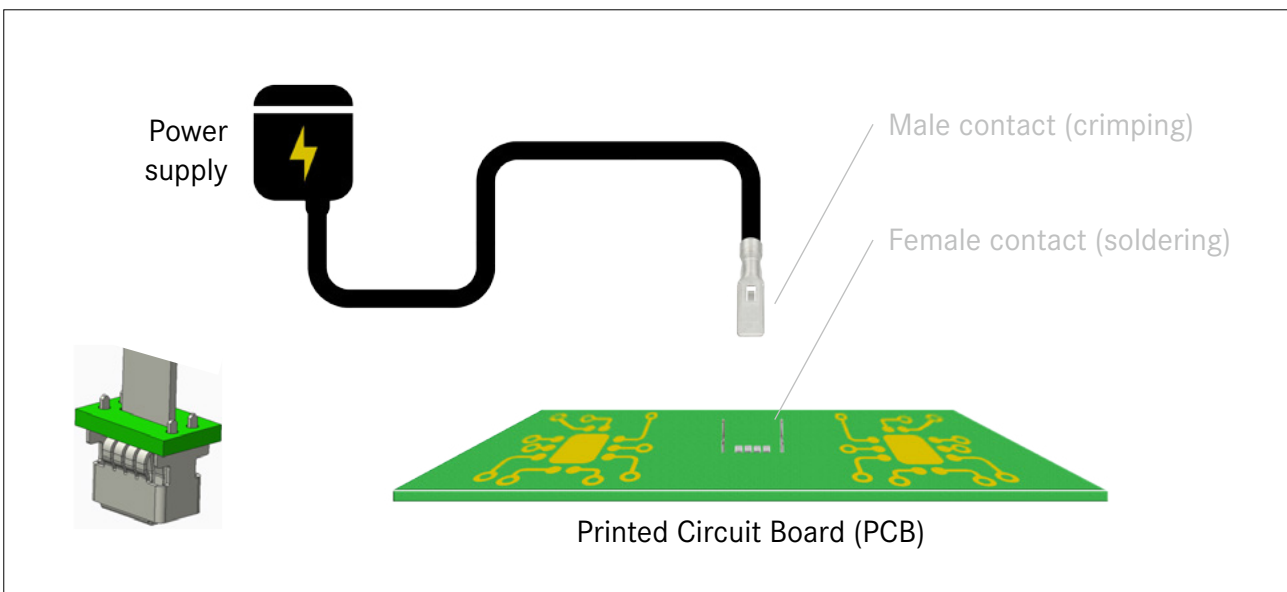 Power
supply
Male contact (crimping)
Female contact (soldering)
Printed Circuit Board (PCB)